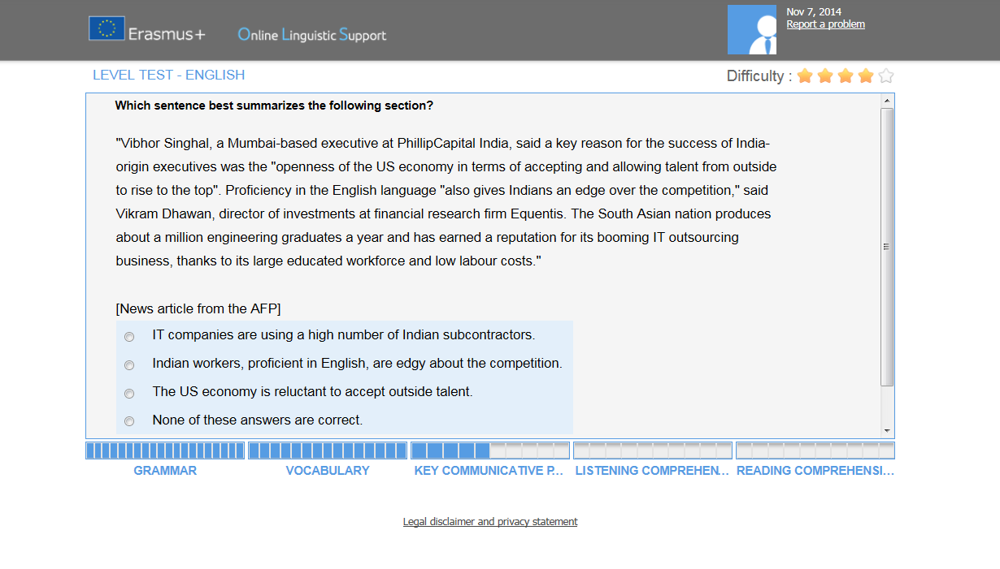 Erasmus+
Online Linguistic Support
Nov 7, 2014
Report a problem
LEVEL TEST - ENGLISH
Difficulty :
Which sentence best summarizes the following section?
"Vibhor Singhal, a Mumbai-based executive at PhillipCapital India, said a key reason for the success of India-
origin executives was the "openness of the US economy in terms of accepting and allowing talent from outside
to rise to the top". Proficiency in the English language "also gives Indians an edge over the competition," said
Vikram Dhawan, director of investments at financial research firm Equentis. The South Asian nation produces
about a million engineering graduates a year and has earned a reputation for its booming IT outsourcing
business, thanks to its large educated workforce and low labour costs."
[News article from the AFP]
IT companies are using a high number of Indian subcontractors.
Indian workers, proficient in English, are edgy about the competition.
The US economy is reluctant to accept outside talent.
None of these answers are correct.
GRAMMAR
VOCABULARY
KEY COMMUNICATIVE P...
LISTENING COMPREHEN...
READING COMPREHENSI...
Legal disclaimer and privacy statement